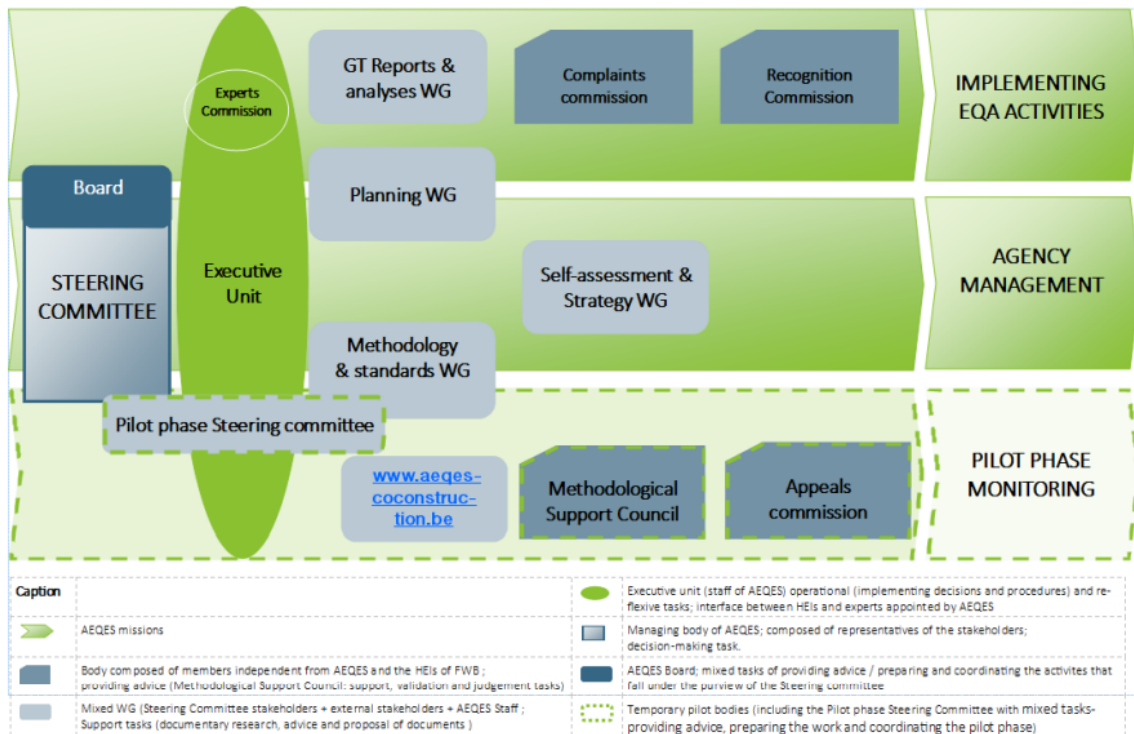 GT Reports &
analyses WG
Complaints
commission
Recognition
Commission
IMPLEMENTING
EQA ACTIVITIES
Experts
Commission
Board
STEERING
COMMITTEE
Executive
Unit
Planning WG
Self-assessment &
Strategy WG
AGENCY
MANAGEMENT
Methodology
& standards WG
Pilot phase Steering committee
www.aeqes-
coconstruc-
tion.be
Methodological
Support Council
Appeals
commission
PILOT PHASE
MONITORING
Caption
AEQES missions
Body composed of members independent from AEQES and the HEIs of FWB ;
providing advice (Methodological Support Council: support, validation and judgement tasks)
Mixed WG (Steering Committee stakeholders + external stakeholders + AEQES Staff ;
Support tasks (documentary research, advice and proposal of documents )
Executive unit (staff of AEQES) operational (implementing decisions and procedures) and re-
flexive tasks; interface between HEIs and experts appointed by AEQES
Managing body of AEQES; composed of representatives of the stakeholders;
decision-making task.
AEQES Board; mixed tasks of providing advice / preparing and coordinating the activites that
fall under the purview of the Steering committee
Temporary pilot bodies (including the Pilot phase Steering Committee with mixed tasks-
providing advice, preparing the work and coordinating the pilot phase)